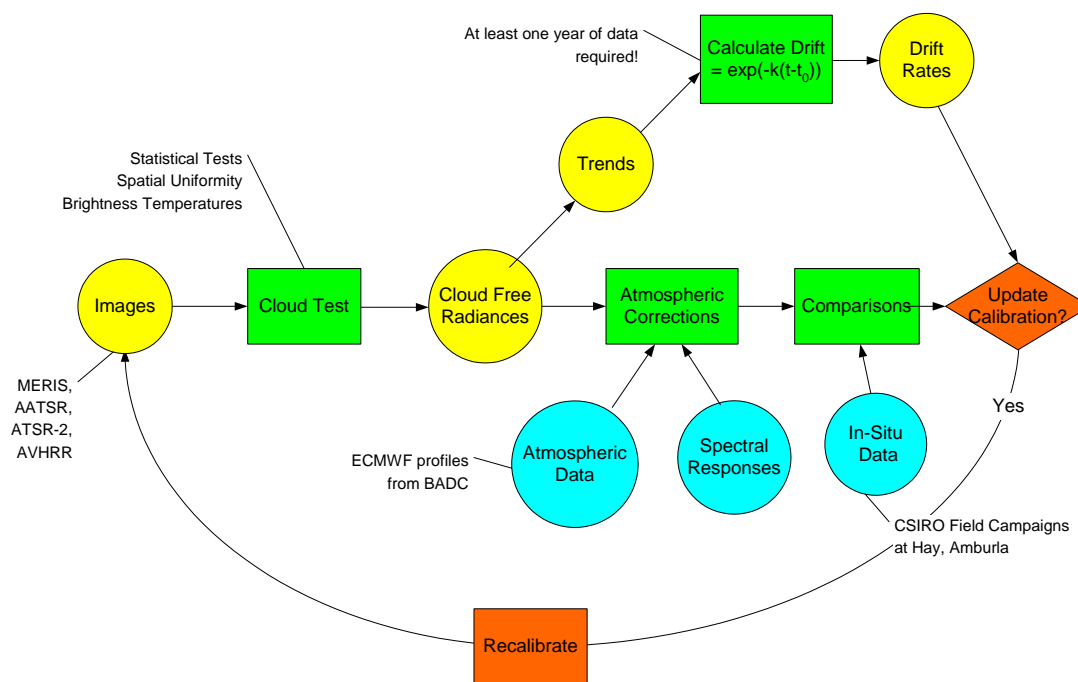 At least one year of data
required!
Calculate Drift
= exp(-k(t-t0))
Drift
Rates
Trends
Statistical Tests
Spatial Uniformity
Brightness Temperatures
Images
Cloud Test
Cloud Free
Radiances
Atmospheric
Corrections
Comparisons
Update
Calibration?
MERIS,
AATSR,
ATSR-2,
AVHRR
Yes
ECMWF profiles
from BADC
Atmospheric
Data
Spectral
Responses
In-Situ
Data
CSIRO Field Campaigns
at Hay, Amburla
Recalibrate